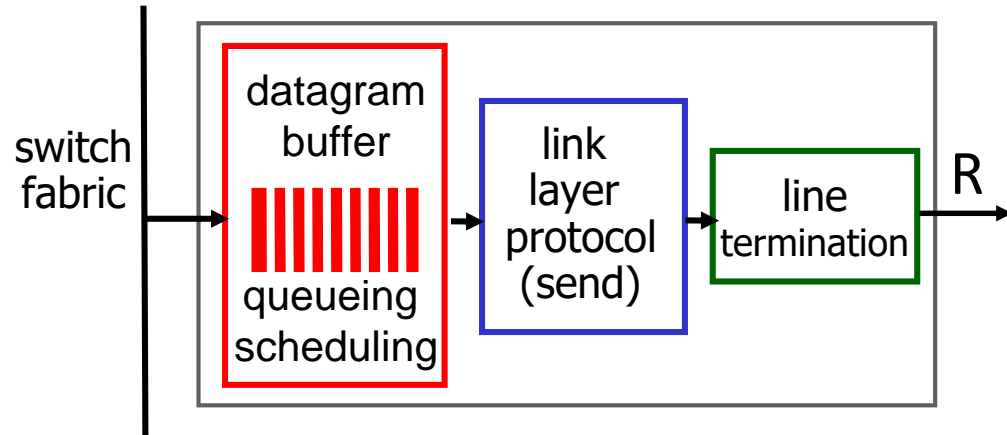 switch
fabric
datagram
buffer
queueing
scheduling
link
layer
protocol
(send)
line
termination
R